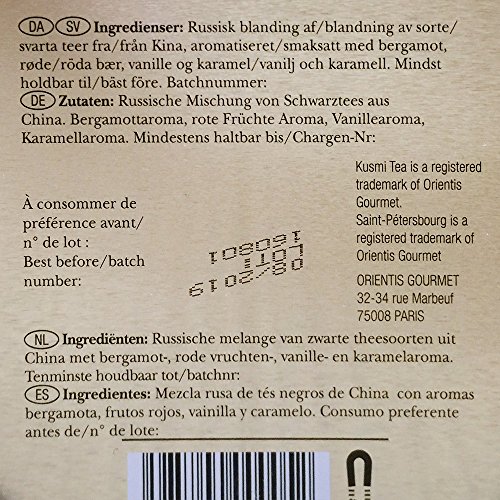 DA SV Ingredienser: Russisk blanding af/blandning av sorte/
svarta teer fra/från Kina, aromatiseret/smaksatt med bergamot,
røde/röda bær, vanille og karamel/vanilj och karamell. Mindst
holdbar til/bäst före. Batchnummer:
DE Zutaten: Russische Mischung von Schwarztees aus
China. Bergamottaroma, rote Früchte Aroma, Vanillearoma,
Karamellaroma. Mindestens haltbar bis/Chargen-Nr:
À consommer de
préférence avant/
n° de lot :
Best before/batch
number:
08/2019
LOT:
160801
Kusmi Tea is a registered
trademark of Orientis
Gourmet.
Saint-Pétersbourg is a
registered trademark of
Orientis Gourmet
ORIENTIS GOURMET
32-34 rue Marbeuf
75008 PARIS
NL Ingrediënten: Russische melange van zwarte theesoorten uit
China met bergamot-, rode vruchten-, vanille- en karamelaroma.
Tenminste houdbaar tot/batchnr:
ES Ingredientes: Mezcla rusa de tés negros de China con aromas
bergamota, frutos rojos, vainilla y caramelo. Consumo preferente
antes de/n° de lote: